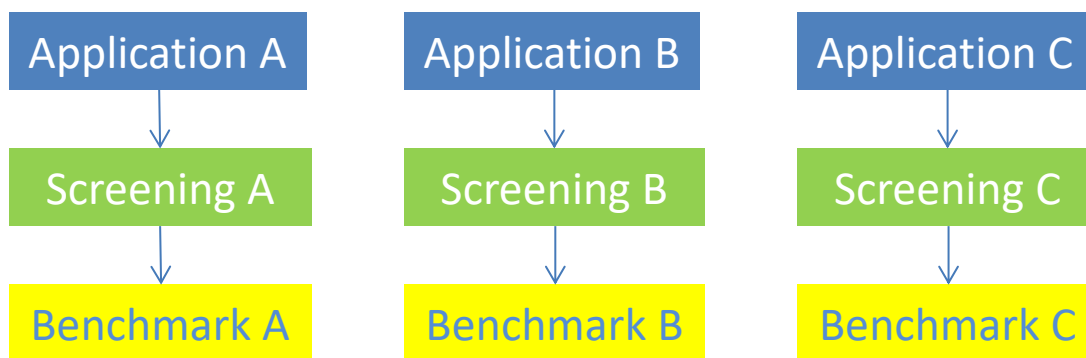 Application A
Application B
Application C
Screening A
Screening B
Screening C
Benchmark A
Benchmark B
Benchmark C